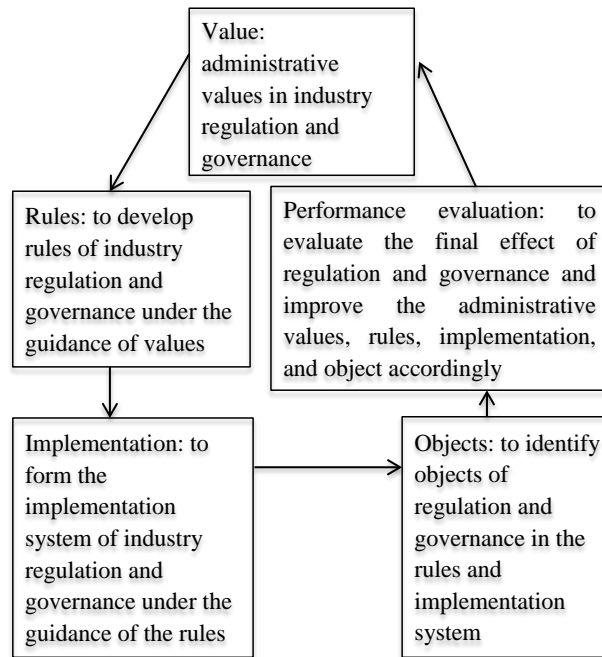 Value:
administrative
values in industry
regulation and
governance
Rules: to develop
rules of industry
regulation and
governance under the
guidance of values
Performance evaluation: to
evaluate the final effect of
regulation and governance and
improve the administrative
values, rules, implementation,
and object accordingly
Implementation: to
form the
implementation
system of industry
regulation and
governance under the
guidance of the rules
Objects: to identify
objects of
regulation and
governance in the
rules and
implementation
system